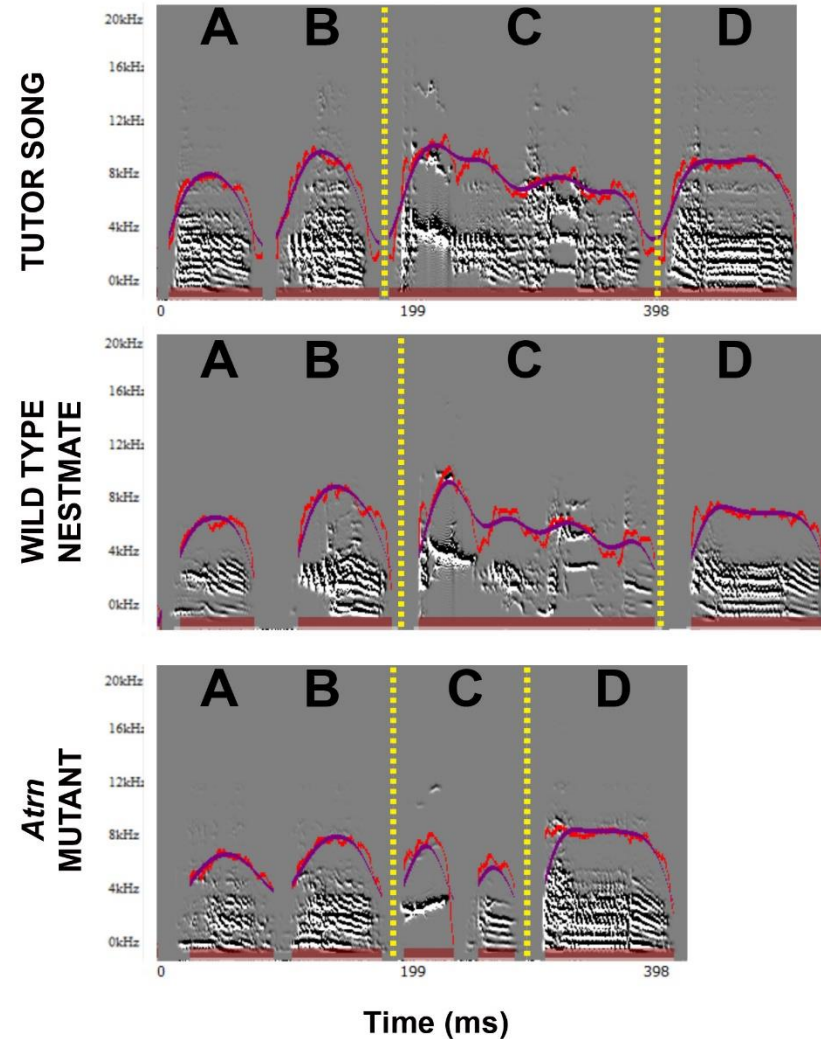 TUTOR SONG
A B C D
20kHz
16kHz
12kHz
8kHz
4kHz
0kHz
0 199 398
WILD TYPE
NESTMATE
A B C D
20kHz
16kHz
12kHz
8kHz
4kHz
0kHz
Atrn
MUTANT
A B C D
20kHz
16kHz
12kHz
8kHz
4kHz
0kHz
0 199 398
Time (ms)